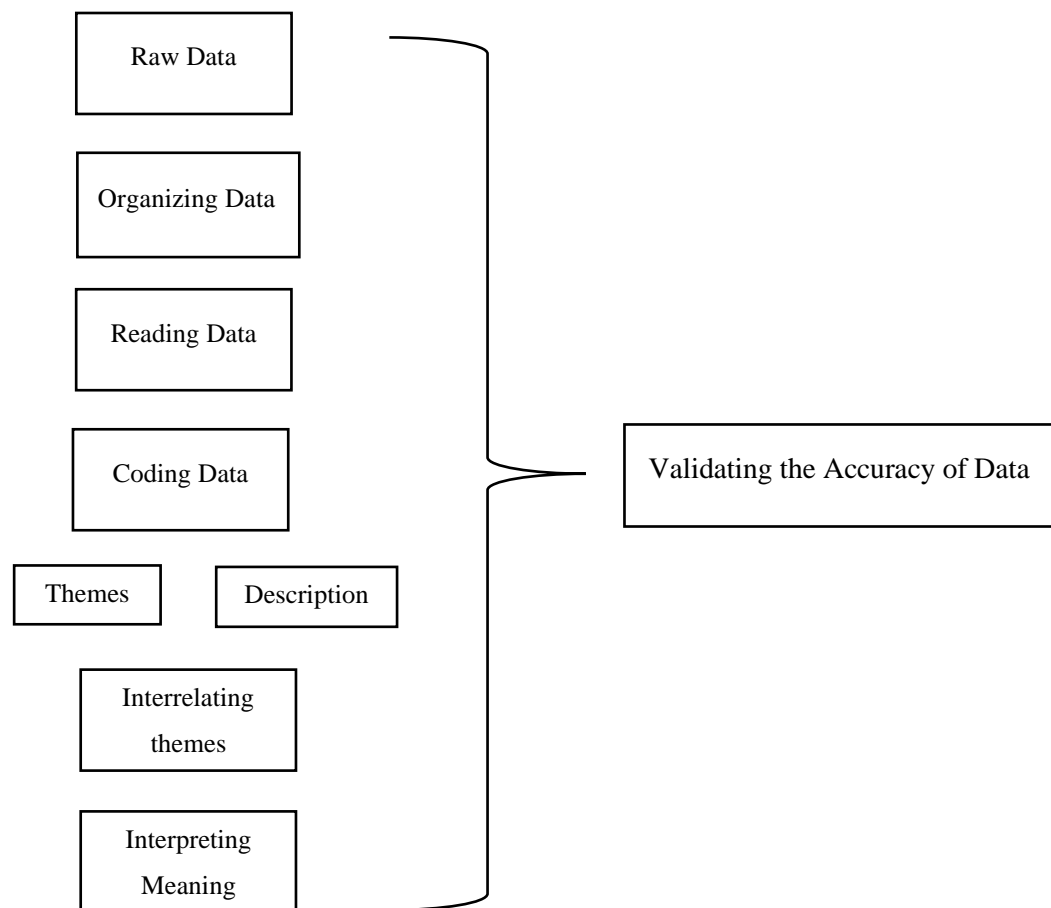 Raw Data
Organizing Data
Reading Data
Coding Data
Validating the Accuracy of Data
Themes
Description
Interrelating
themes
Interpreting
Meaning